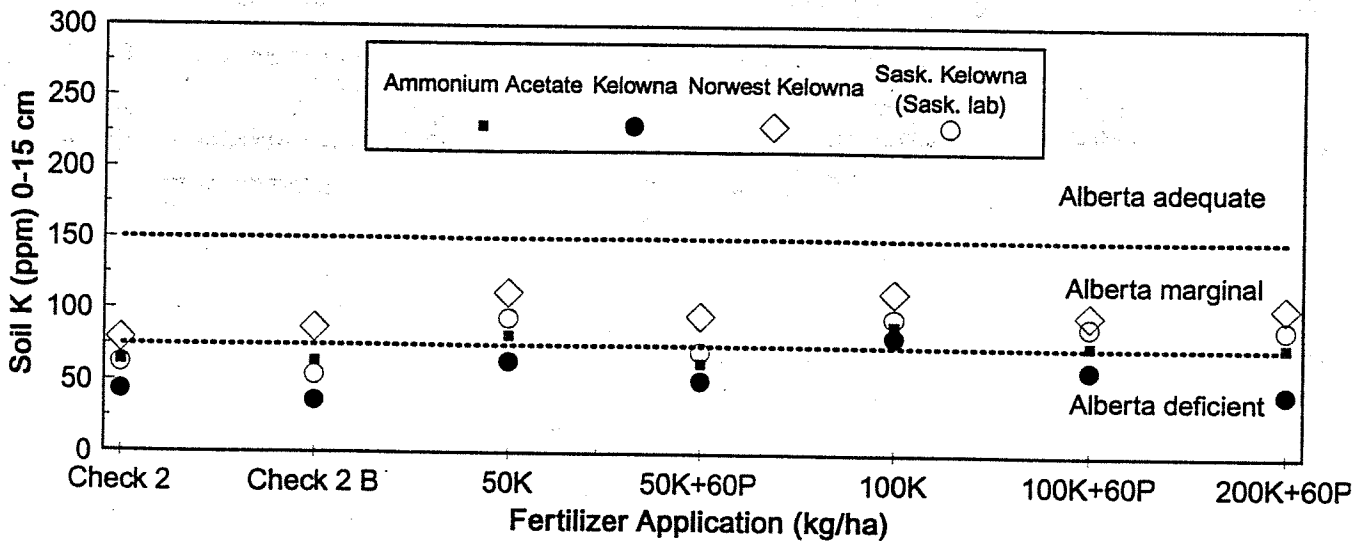 300
250
200
150
100
50
0
Soil K (ppm) 0–15 cm
Ammonium Acetate Kelowna Norwest Kelowna Sask. Kelowna
(Sask. lab)
Alberta adequate
Alberta marginal
Alberta deficient
Check 2 Check 2 B 50K 50K+60P 100K 100K+60P 200K+60P
Fertilizer Application (kg/ha)